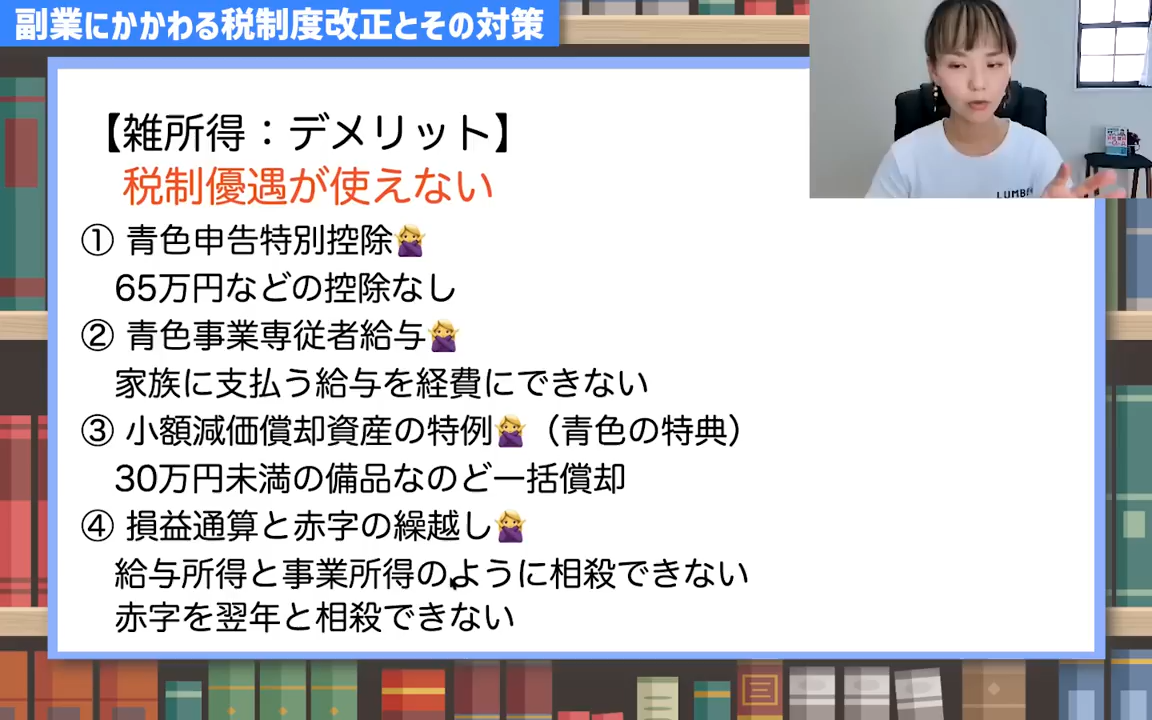 副業にかかわる税制度改正とその対策
【雑所得：デメリット】
税制優遇が使えない
① 青色申告特別控除🙅‍♀️
65万円などの控除なし
② 青色事業専従者給与🙅‍♀️
家族に支払う給与を経費にできない
③ 小額減価償却資産の特例🙅‍♀️（青色の特典）
30万円未満の備品なのど一括償却
④ 損益通算と赤字の繰越し🙅‍♀️
給与所得と事業所得のように相殺できない
赤字を翌年と相殺できない